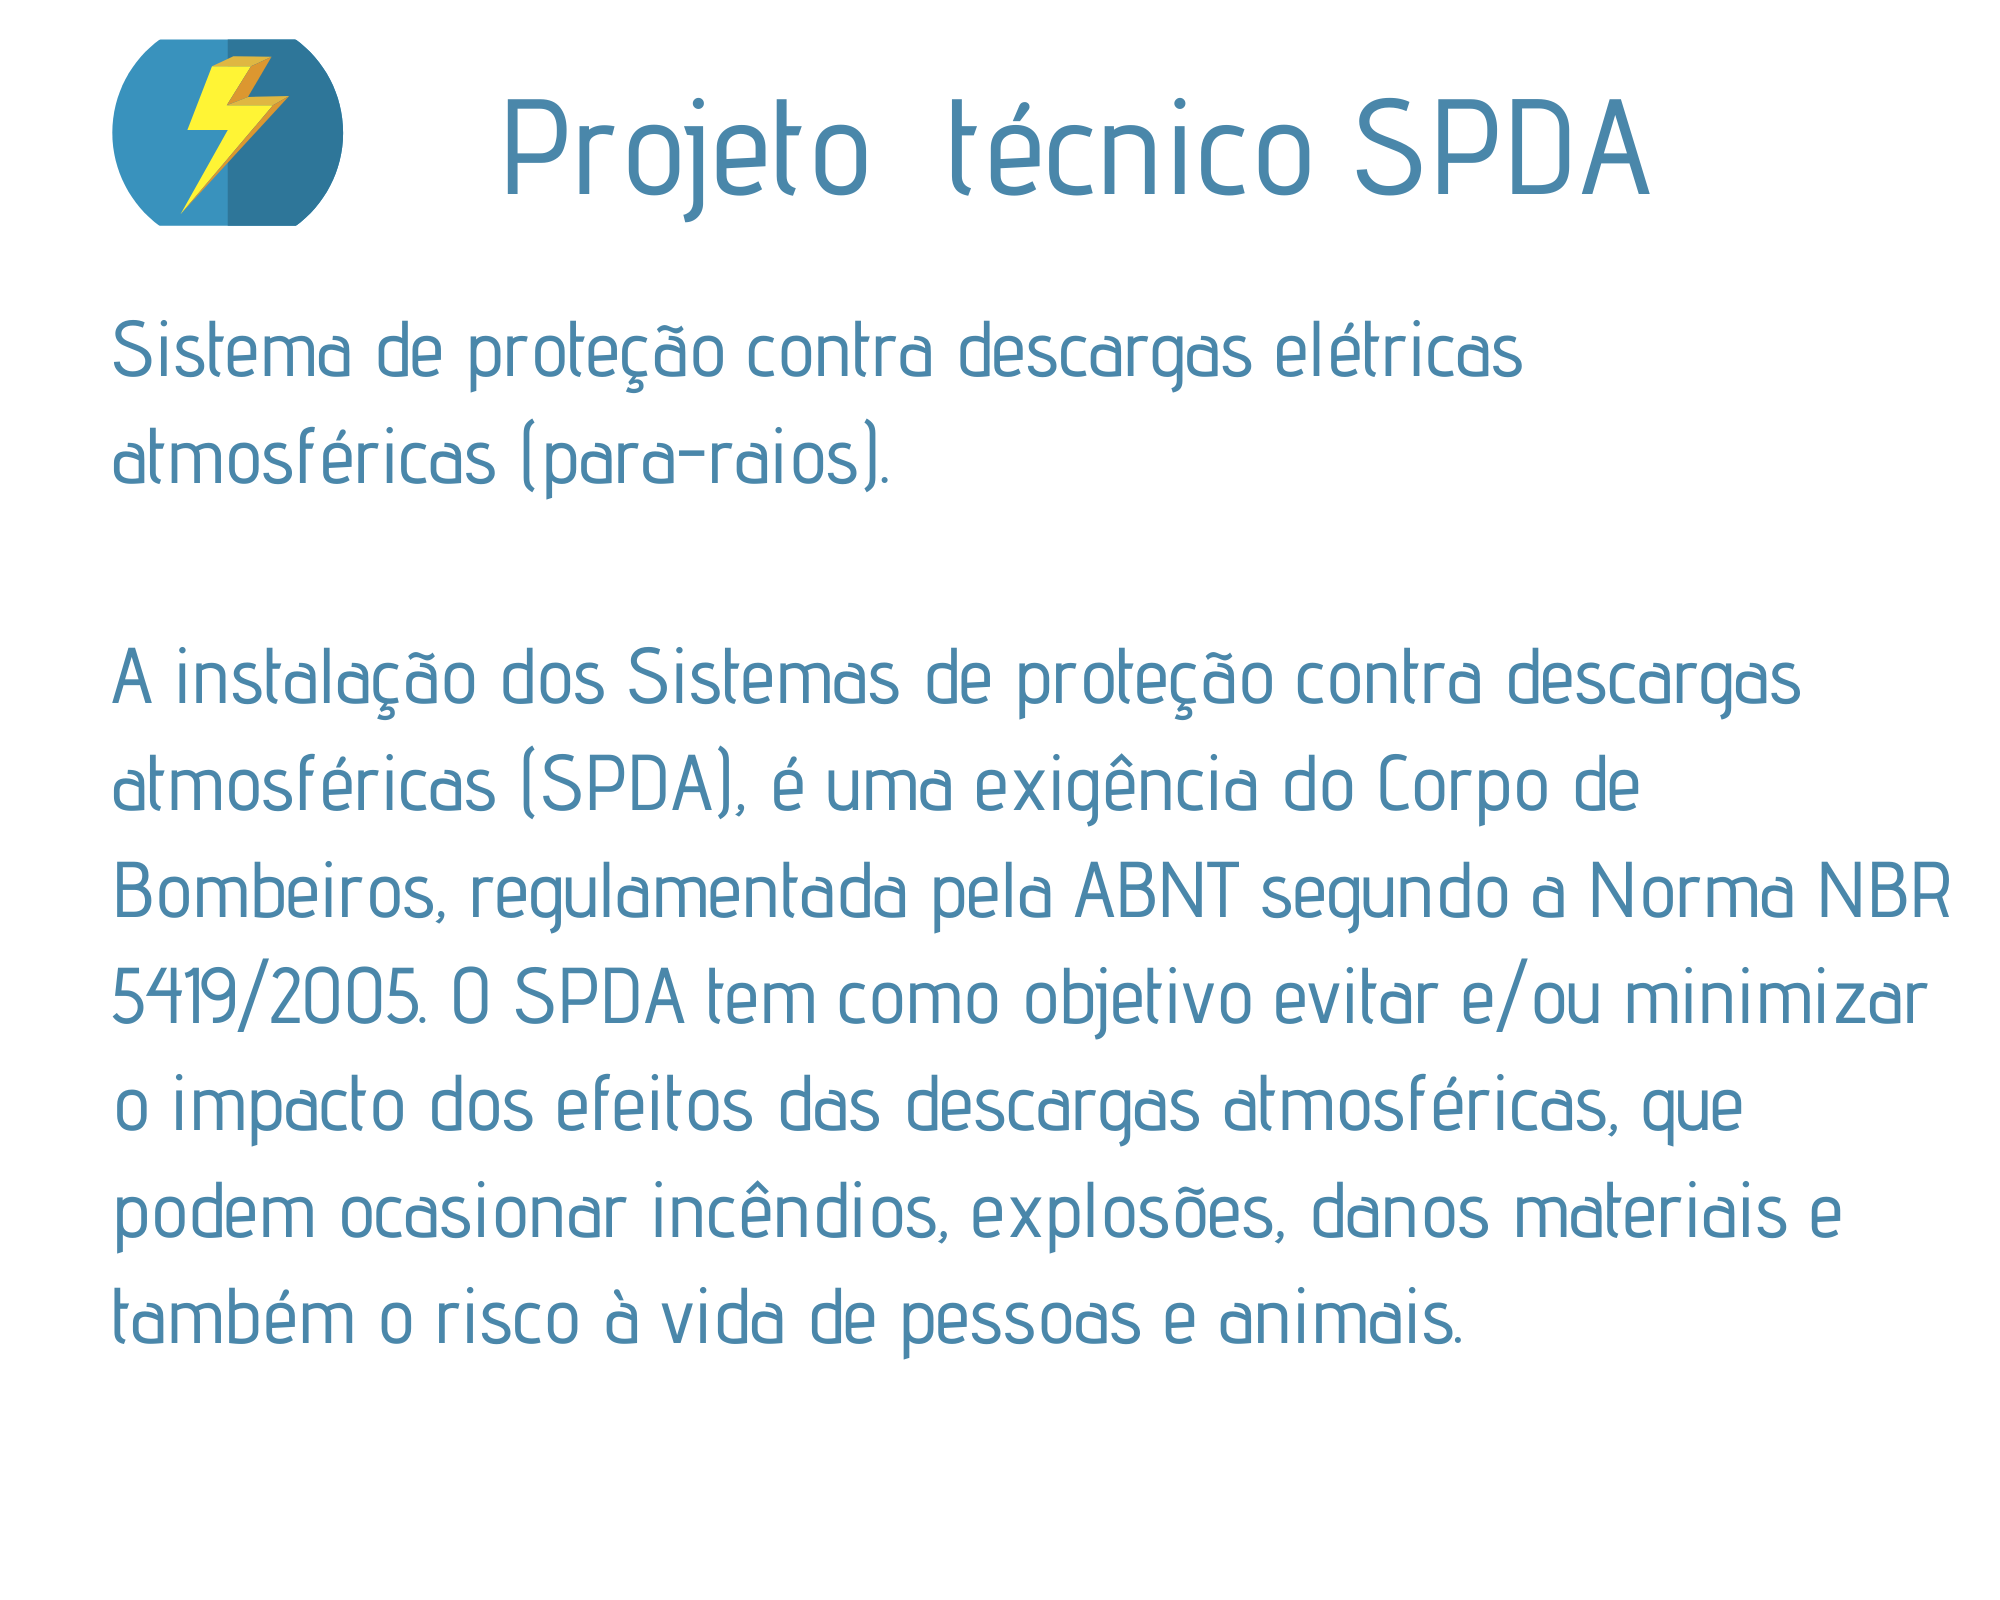 Projeto técnico SPDA
Sistema de proteção contra descargas elétricas
atmosféricas (para-raios).
A instalação dos Sistemas de proteção contra descargas
atmosféricas (SPDA), é uma exigência do Corpo de
Bombeiros, regulamentada pela ABNT segundo a Norma NBR
5419/2005. O SPDA tem como objetivo evitar e/ou minimizar
o impacto dos efeitos das descargas atmosféricas, que
podem ocasionar incêndios, explosões, danos materiais e
também o risco à vida de pessoas e animais.